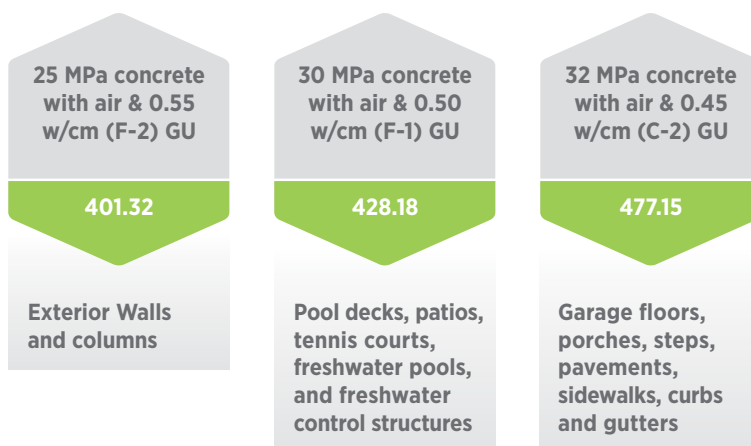 25 MPa concrete
with air & 0.55
w/cm (F-2) GU
401.32
Exterior Walls
and columns
30 MPa concrete
with air & 0.50
w/cm (F-1) GU
428.18
Pool decks, patios,
tennis courts,
freshwater pools,
and freshwater
control structures
32 MPa concrete
with air & 0.45
w/cm (C-2) GU
477.15
Garage floors,
porches, steps,
pavements,
sidewalks, curbs
and gutters